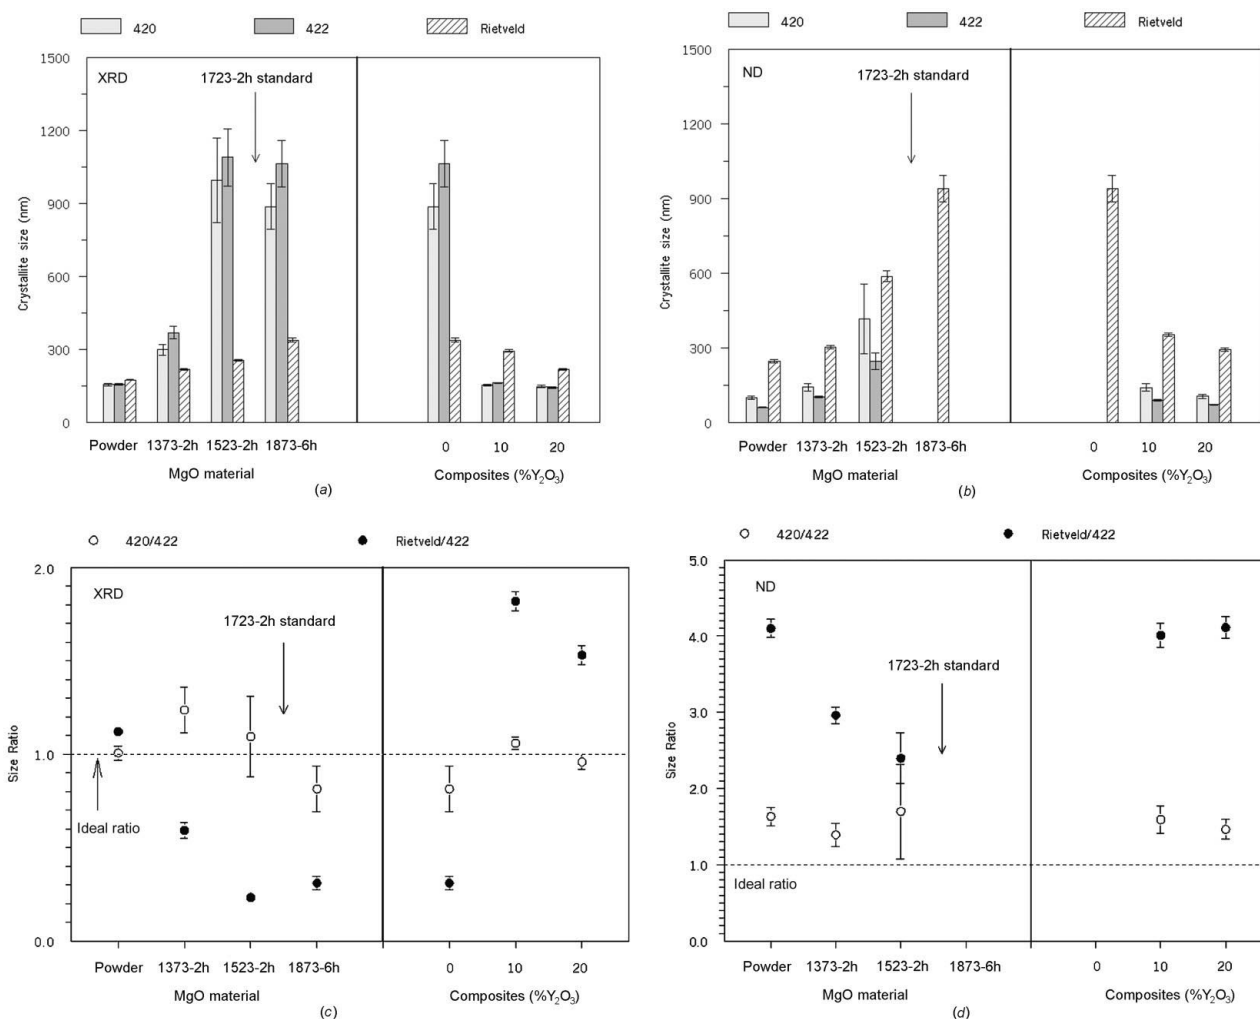 420 422 Rietveld
XRD
1723-2h standard
1500
1200
900
600
300
0
Crystallite size (nm)
Powder 1373-2h 1523-2h 1873-6h 0 10 20
MgO material Composites (%Y₂O₃)
(a)
420 422 Rietveld
ND
1723-2h standard
1500
1200
900
600
300
0
Crystallite size (nm)
Powder 1373-2h 1523-2h 1873-6h 0 10 20
MgO material Composites (%Y₂O₃)
(b)
420/422 Rietveld/422
XRD
1723-2h standard
2.0
1.0
0.0
Size Ratio
Ideal ratio
Powder 1373-2h 1523-2h 1873-6h 0 10 20
MgO material Composites (%Y₂O₃)
(c)
420/422 Rietveld/422
ND
1723-2h standard
5.0
4.0
3.0
2.0
1.0
0.0
Size Ratio
Ideal ratio
Powder 1373-2h 1523-2h 1873-6h 0 10 20
MgO material Composites (%Y₂O₃)
(d)